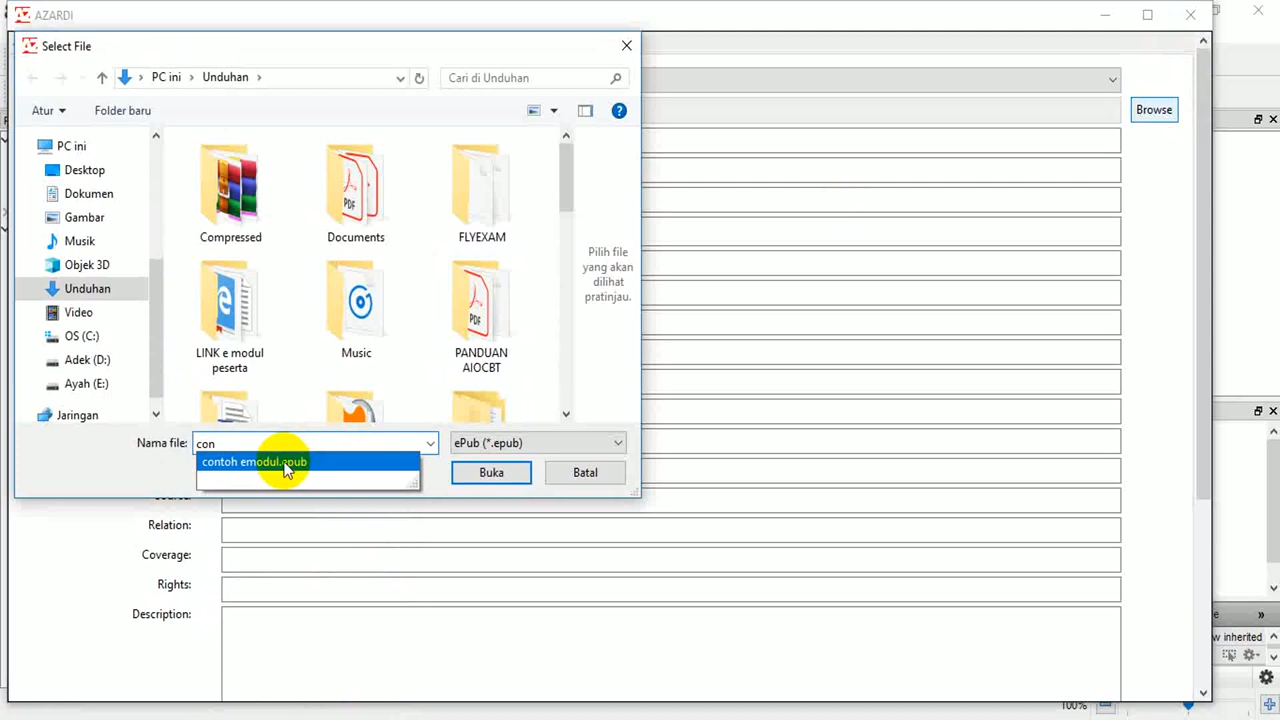 AZARDI
Select File
PC ini
Unduhan
Cari di Unduhan
Atur
Folder baru
Browse
PC ini
Desktop
Dokumen
Gambar
Musik
Objek 3D
Unduhan
Video
OS (C:)
Adek (D:)
Ayah (E:)
Jaringan
Compressed
Documents
FLYEXAM
LINK e modul
peserta
Music
PANDUAN
AIOCBT
Pilih file
yang akan
dilihat
pratinjau.
Nama file:
con
ePub (*.epub)
contoh emodul.epub
Buka
Batal
Relation:
Coverage:
Rights:
Description:
w inherited
100%